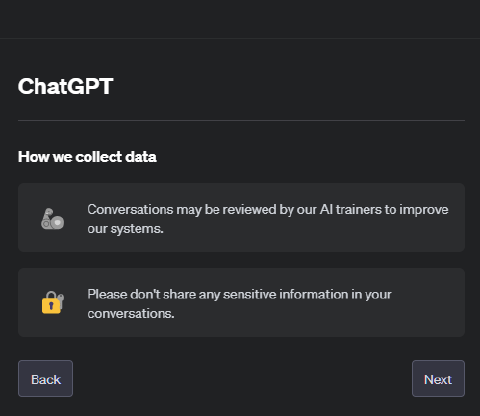 ChatGPT
How we collect data
Conversations may be reviewed by our AI trainers to improve
our systems.
Please don't share any sensitive information in your
conversations.
Back
Next